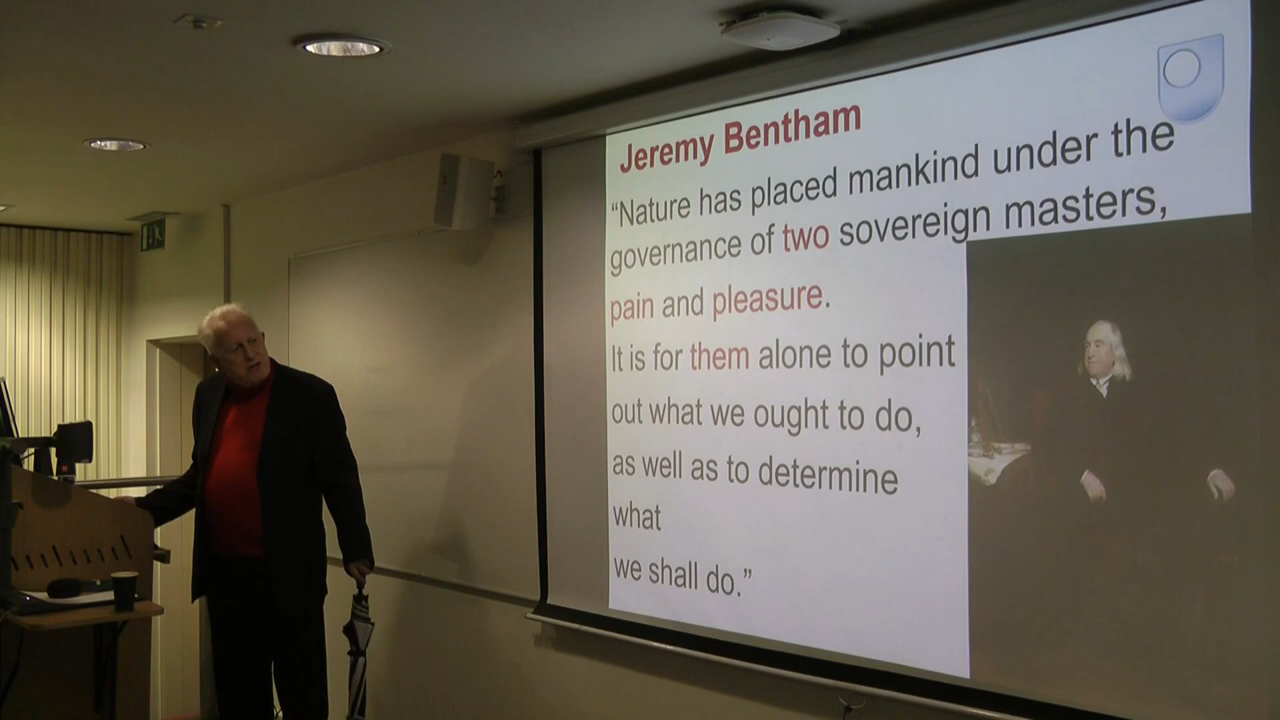 Jeremy Bentham
“Nature has placed mankind under the
governance of two sovereign masters,
pain and pleasure.
It is for them alone to point
out what we ought to do,
as well as to determine
what
we shall do.”